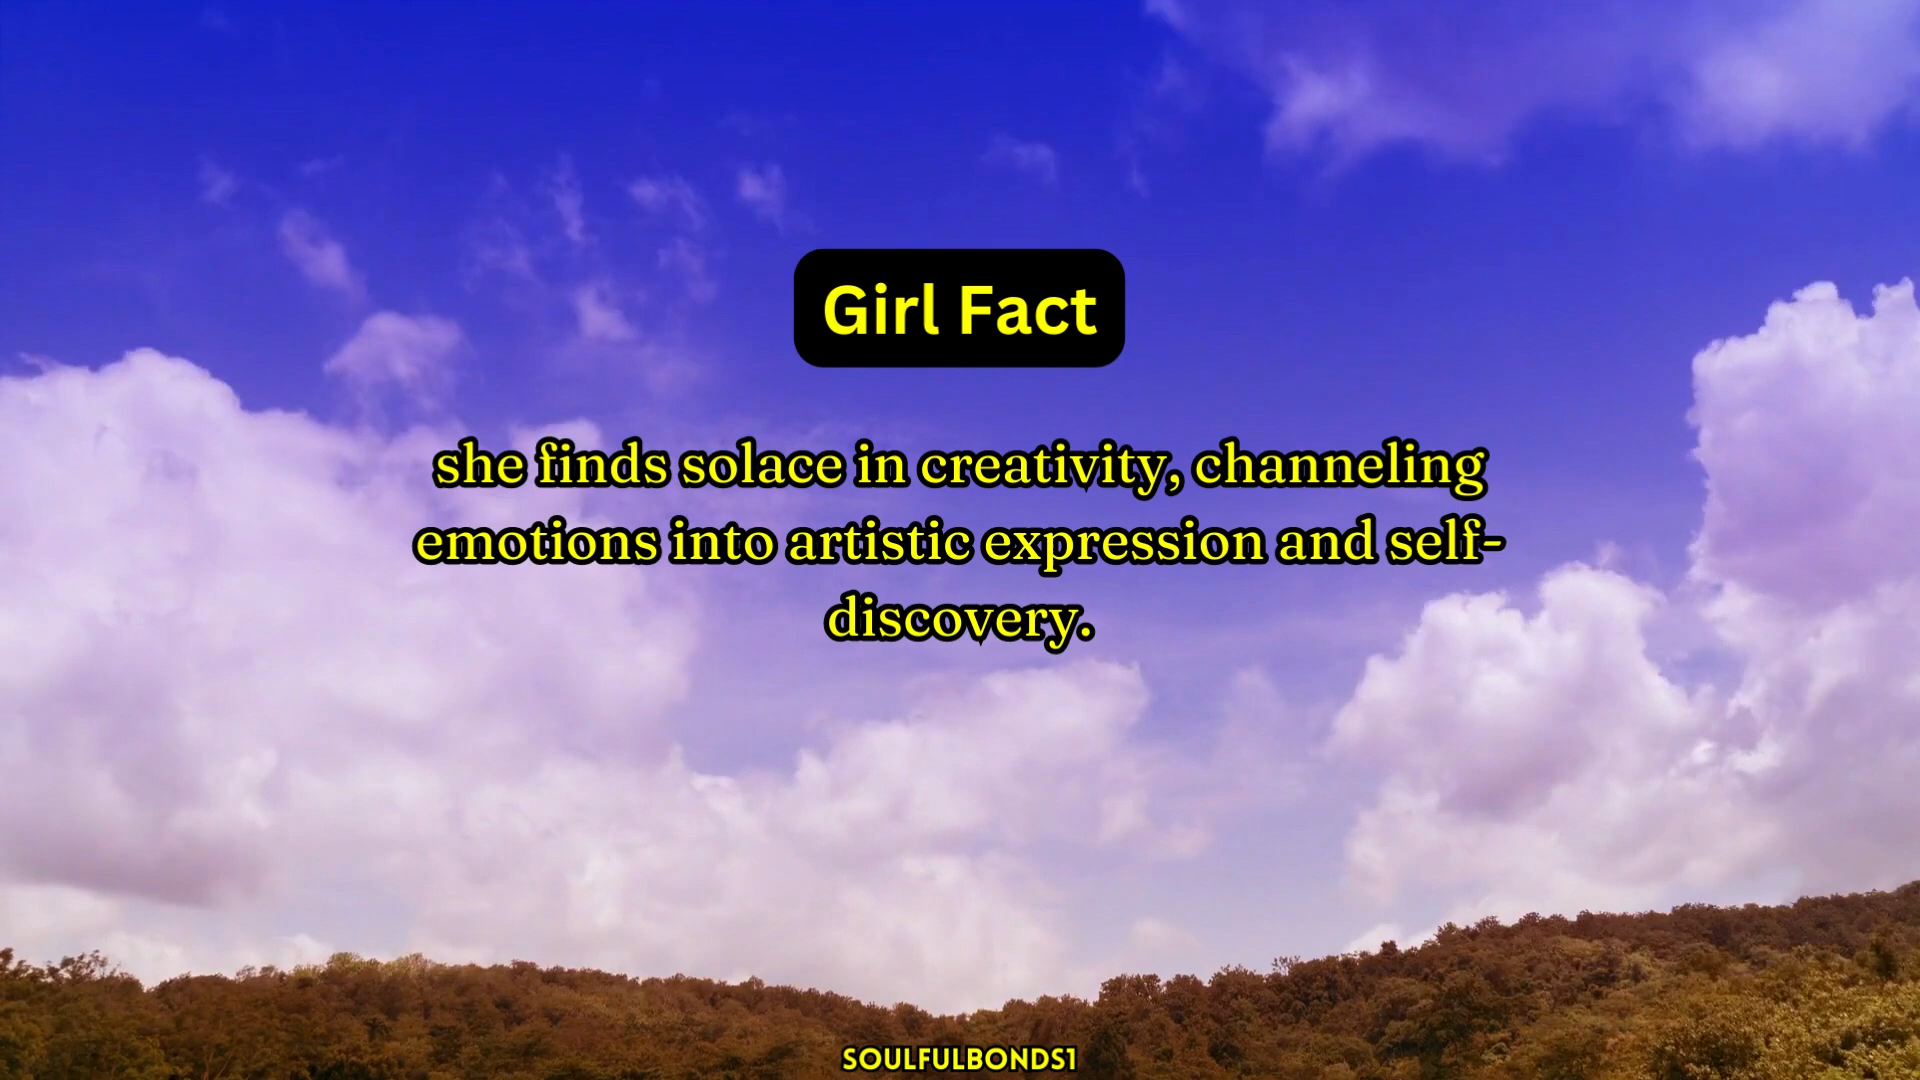 Girl Fact
she finds solace in creativity, channeling
emotions into artistic expression and self-
discovery.
SOULFULBONDS1